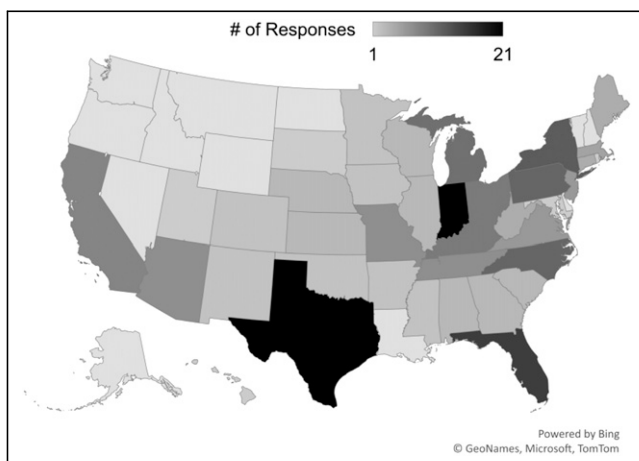 # of Responses
1 21
Powered by Bing
© GeoNames, Microsoft, TomTom